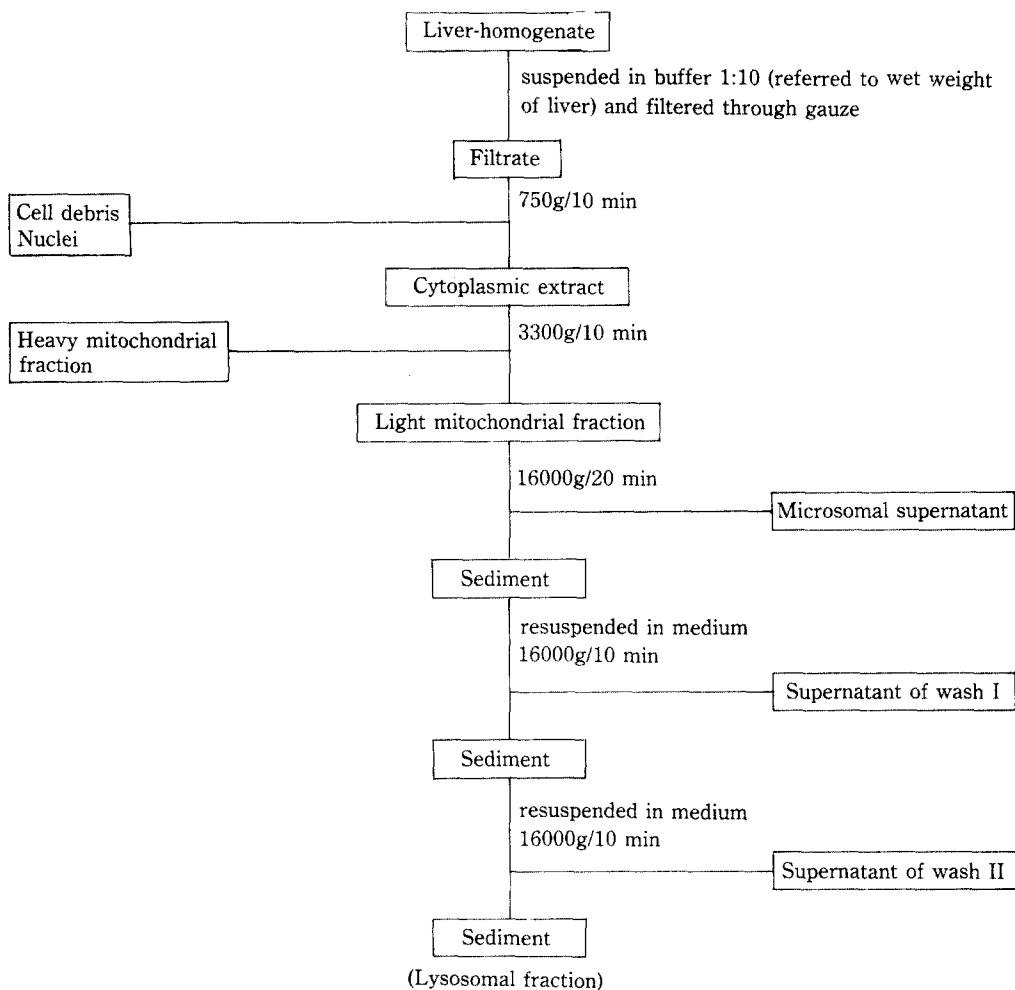 Liver-homogenate
suspended in buffer 1:10 (referred to wet weight
of liver) and filtered through gauze
Filtrate
750g/10 min
Cell debris
Nuclei
Cytoplasmic extract
3300g/10 min
Heavy mitochondrial
fraction
Light mitochondrial fraction
16000g/20 min
Microsomal supernatant
Sediment
resuspended in medium
16000g/10 min
Supernatant of wash I
Sediment
resuspended in medium
16000g/10 min
Supernatant of wash II
Sediment
(Lysosomal fraction)